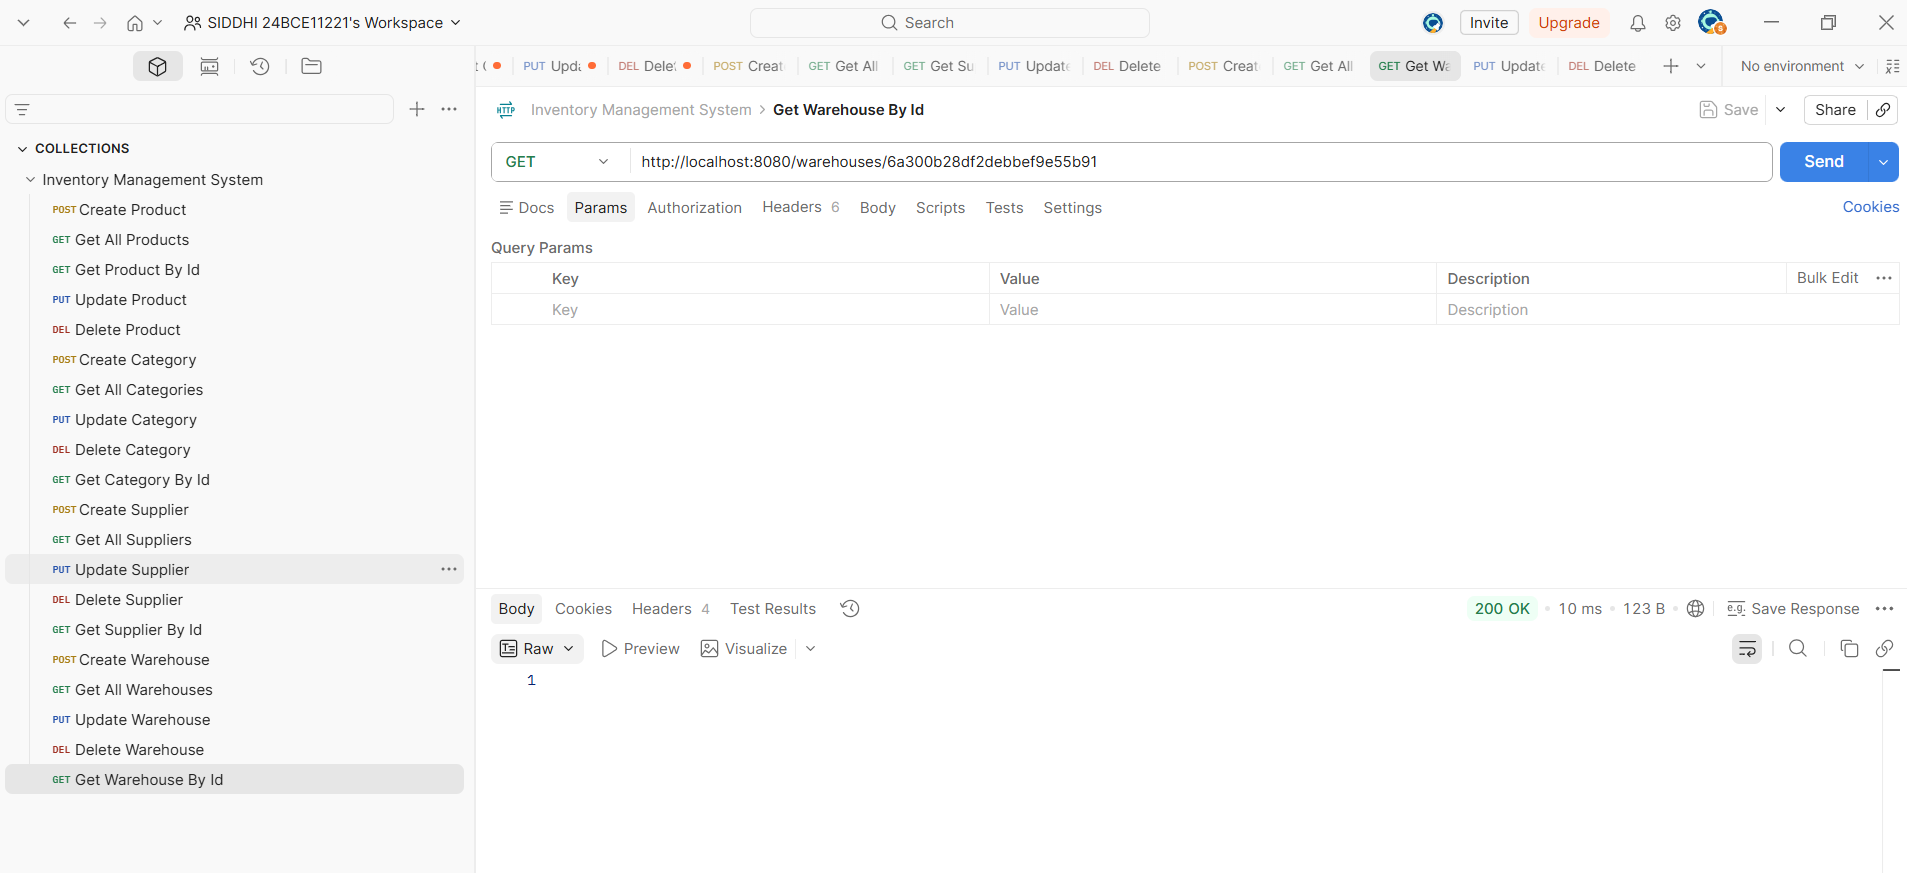 SIDDHI 24BCE11221's Workspace
Search
Invite
Upgrade
PUT Upd
DEL Dele
POST Creat
GET Get All
GET Get Su
PUT Update
DEL Delete
POST Creat
GET Get All
GET Get Wa
PUT Update
DEL Delete
No environment
HTTP
Inventory Management System > Get Warehouse By Id
Save
Share
COLLECTIONS
Inventory Management System
POST Create Product
GET Get All Products
GET Get Product By Id
PUT Update Product
DEL Delete Product
POST Create Category
GET Get All Categories
PUT Update Category
DEL Delete Category
GET Get Category By Id
POST Create Supplier
GET Get All Suppliers
PUT Update Supplier
DEL Delete Supplier
GET Get Supplier By Id
POST Create Warehouse
GET Get All Warehouses
PUT Update Warehouse
DEL Delete Warehouse
GET Get Warehouse By Id
GET http://localhost:8080/warehouses/6a300b28df2debbef9e55b91
Send
Docs Params Authorization Headers 6 Body Scripts Tests Settings
Cookies
Query Params
Key Value Description Bulk Edit
Key Value Description
Body Cookies Headers 4 Test Results
200 OK • 10 ms • 123 B •
e.g. Save Response
Raw Preview Visualize
1